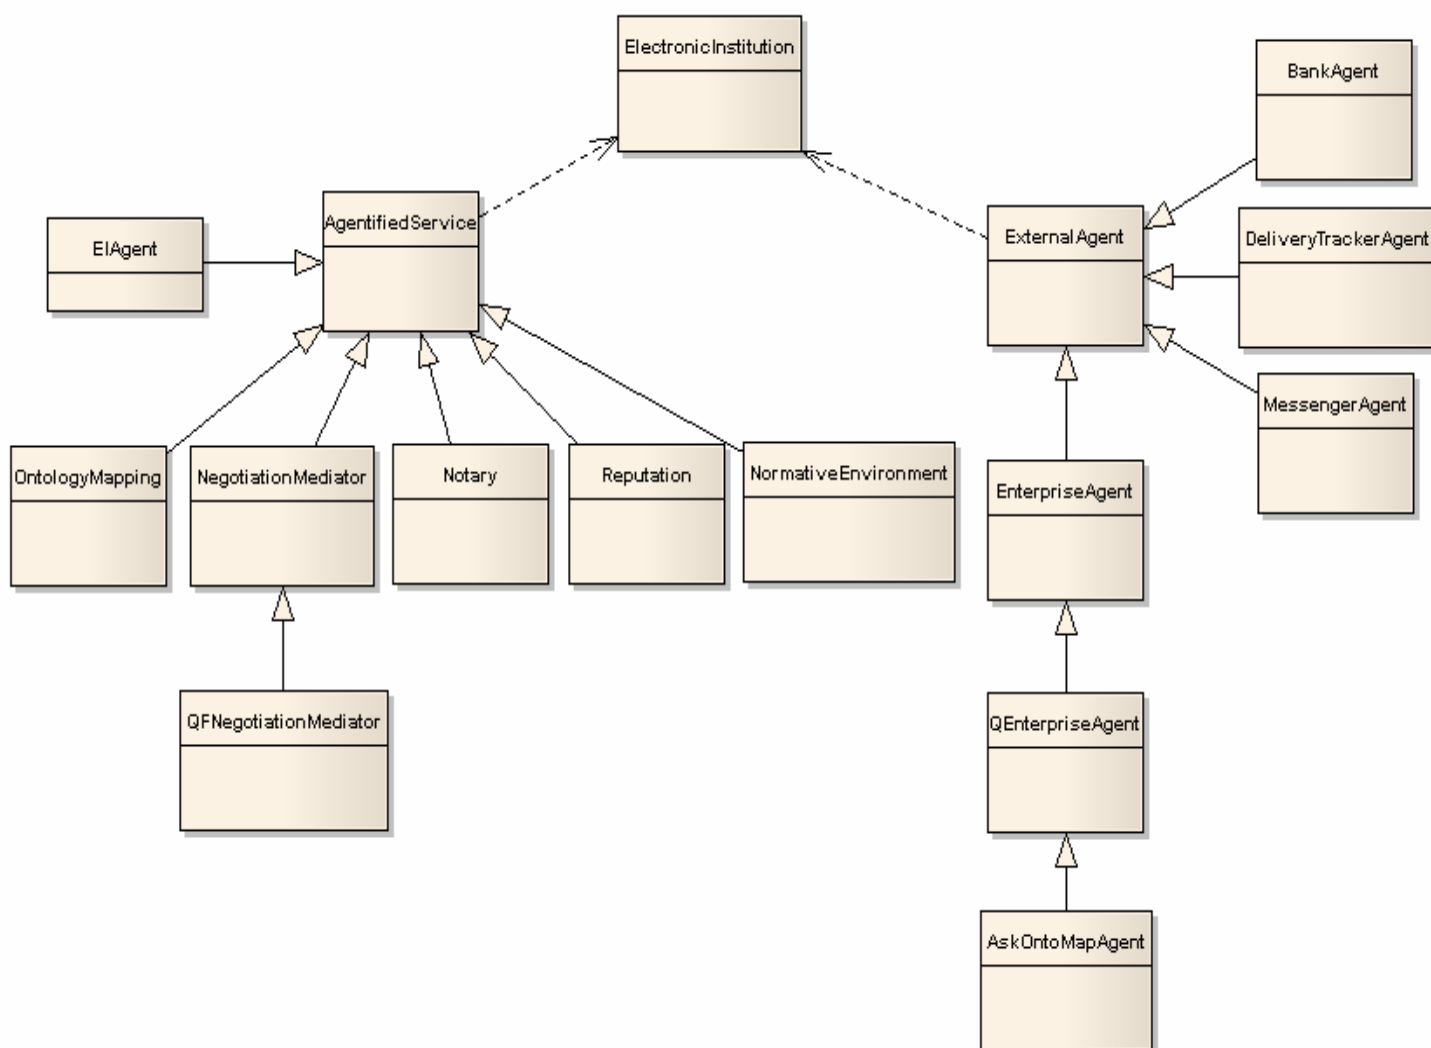 ElectronicInstitution
BankAgent
AgentifiedService
ExternalAgent
DeliveryTrackerAgent
EIAgent
MessengerAgent
OntologyMapping
NegotiationMediator
Notary
Reputation
NormativeEnvironment
EnterpriseAgent
QFNegotiationMediator
QEnterpriseAgent
AskOntoMapAgent